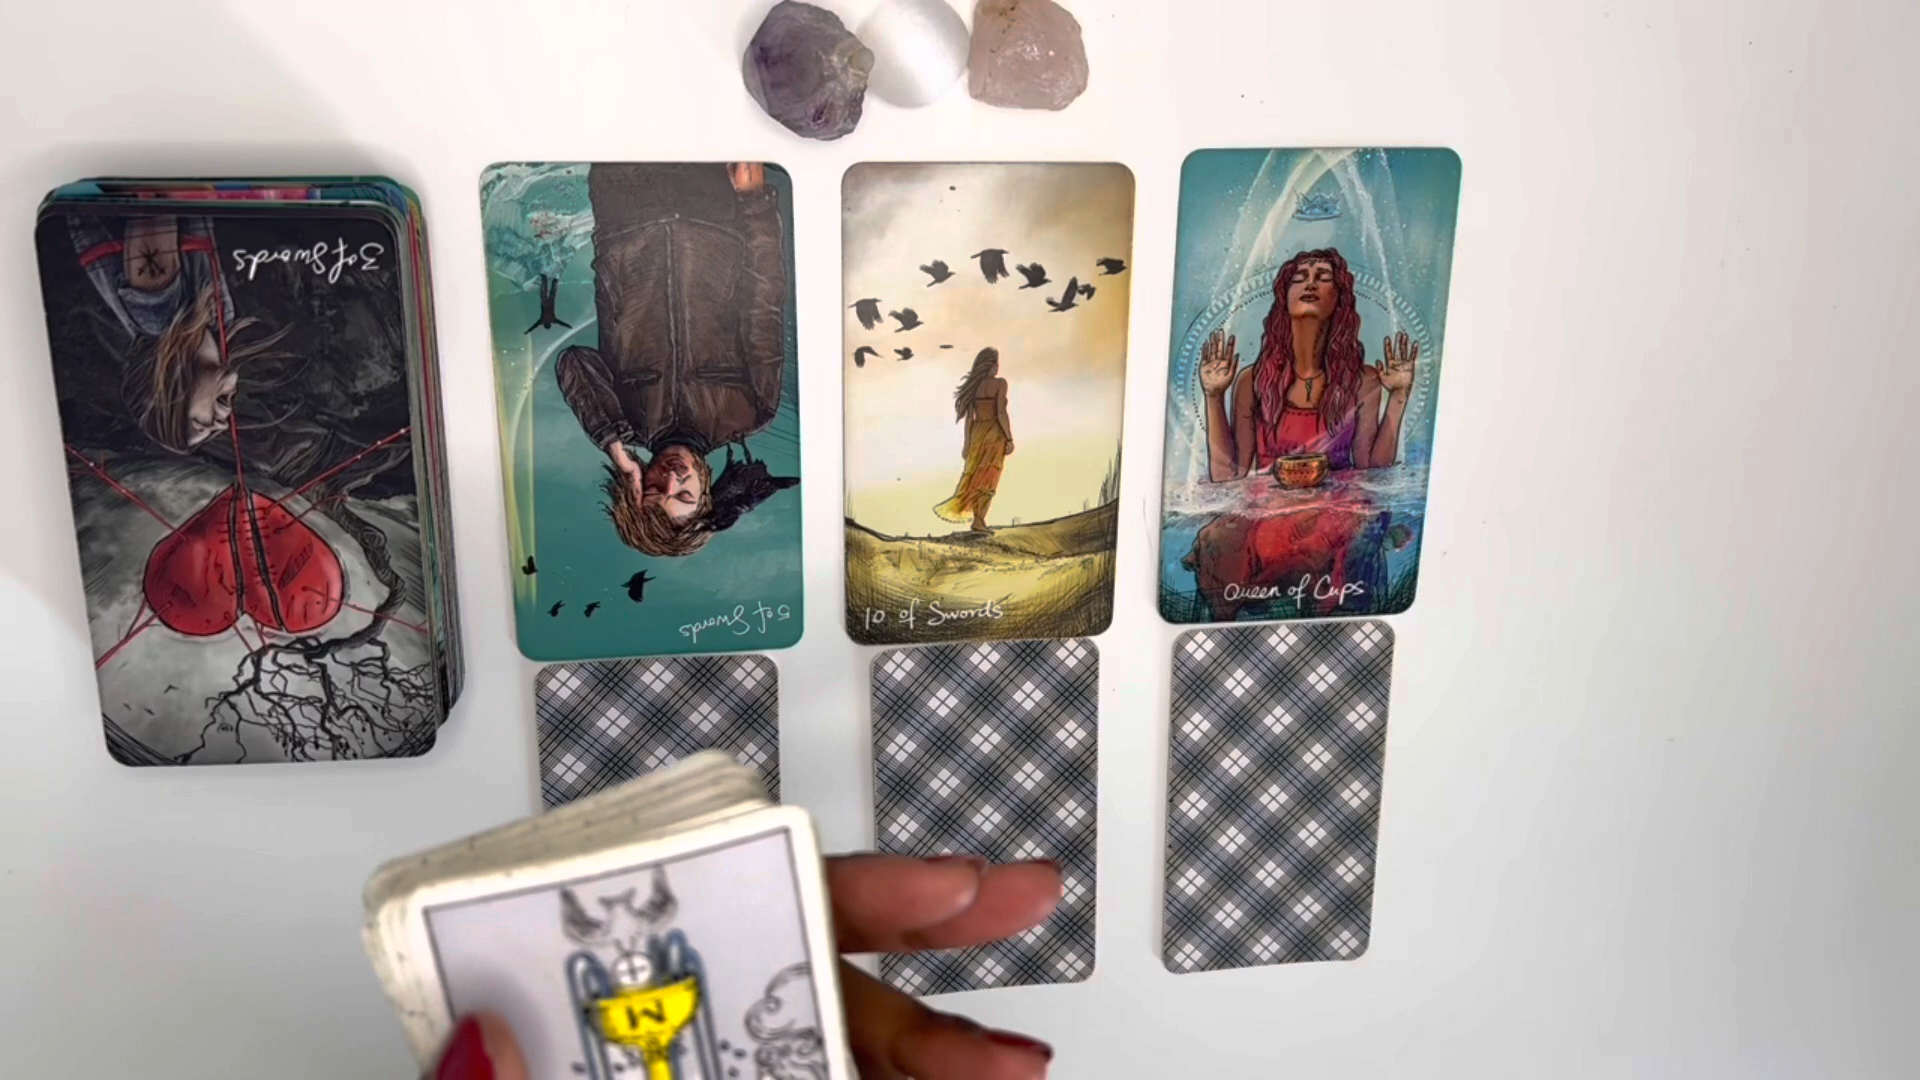 3 of Swords
5 of Swords
10 of Swords
Queen of Cups